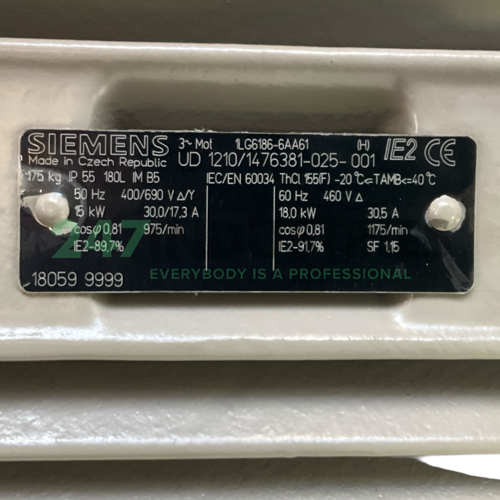 SIEMENS 3~ Mot 1LG6186-6AA61 (H) IE2 CE
Made in Czech Republic UD 1210/1476381-025-001
175 kg IP 55 180L IM B5 IEC/EN 60034 ThCl.155(F) -20°C<=TAMB<=40°C
50 Hz 400/690 V Δ/Y 60 Hz 460 V Δ
15 kW 30,0/17,3 A 18.0 kW 30,5 A
cosφ 0,81 975/min cosφ 0,81 1175/min
IE2-89,7% IE2-91,7% SF 1,15
247
EVERYBODY IS A PROFESSIONAL
18059 9999